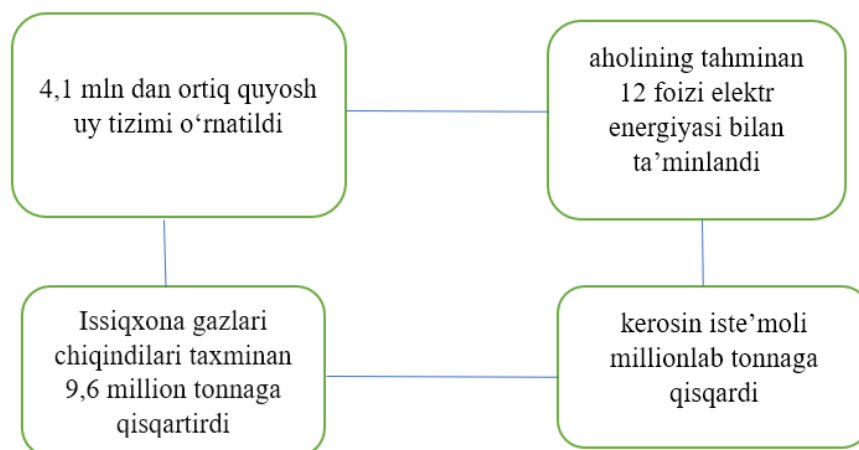 4,1 mln dan ortiq quyosh
uy tizimi o‘rnatildi
aholining tahminan
12 foizi elektr
energiyasi bilan
ta’minlandi
Issiqxona gazlari
chiqindilari taxminan
9,6 million tonnaga
qisqartirdi
kerosin iste’moli
millionlab tonnaga
qisqardi